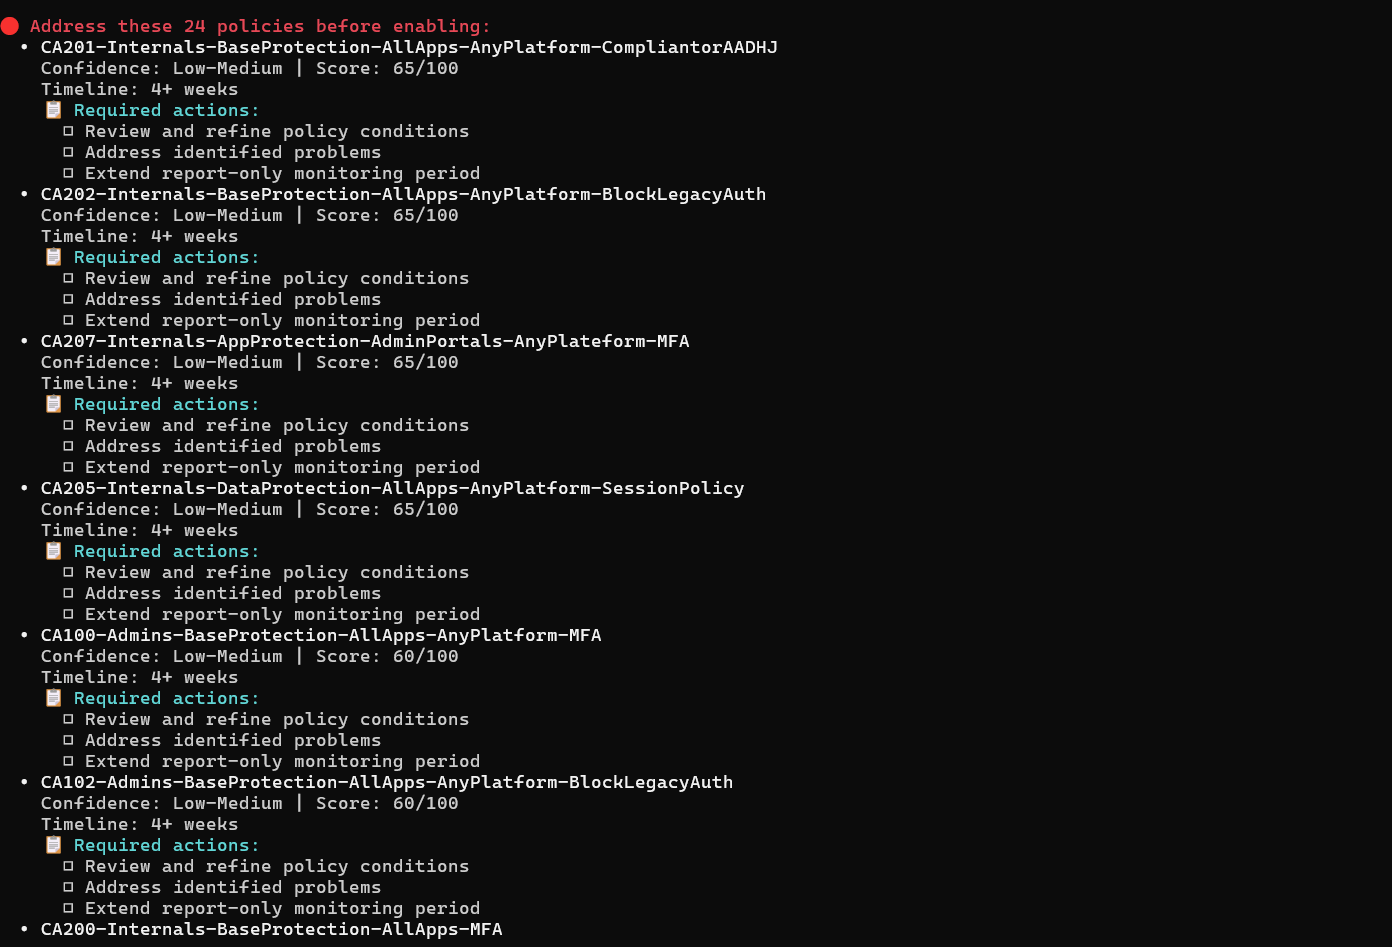 🔴 Address these 24 policies before enabling:
• CA201-Internals-BaseProtection-AllApps-AnyPlatform-CompliantorAADHJ
Confidence: Low-Medium | Score: 65/100
Timeline: 4+ weeks
📋 Required actions:
□ Review and refine policy conditions
□ Address identified problems
□ Extend report-only monitoring period
• CA202-Internals-BaseProtection-AllApps-AnyPlatform-BlockLegacyAuth
Confidence: Low-Medium | Score: 65/100
Timeline: 4+ weeks
📋 Required actions:
□ Review and refine policy conditions
□ Address identified problems
□ Extend report-only monitoring period
• CA207-Internals-AppProtection-AdminPortals-AnyPlateform-MFA
Confidence: Low-Medium | Score: 65/100
Timeline: 4+ weeks
📋 Required actions:
□ Review and refine policy conditions
□ Address identified problems
□ Extend report-only monitoring period
• CA205-Internals-DataProtection-AllApps-AnyPlatform-SessionPolicy
Confidence: Low-Medium | Score: 65/100
Timeline: 4+ weeks
📋 Required actions:
□ Review and refine policy conditions
□ Address identified problems
□ Extend report-only monitoring period
• CA100-Admins-BaseProtection-AllApps-AnyPlatform-MFA
Confidence: Low-Medium | Score: 60/100
Timeline: 4+ weeks
📋 Required actions:
□ Review and refine policy conditions
□ Address identified problems
□ Extend report-only monitoring period
• CA102-Admins-BaseProtection-AllApps-AnyPlatform-BlockLegacyAuth
Confidence: Low-Medium | Score: 60/100
Timeline: 4+ weeks
📋 Required actions:
□ Review and refine policy conditions
□ Address identified problems
□ Extend report-only monitoring period
• CA200-Internals-BaseProtection-AllApps-MFA